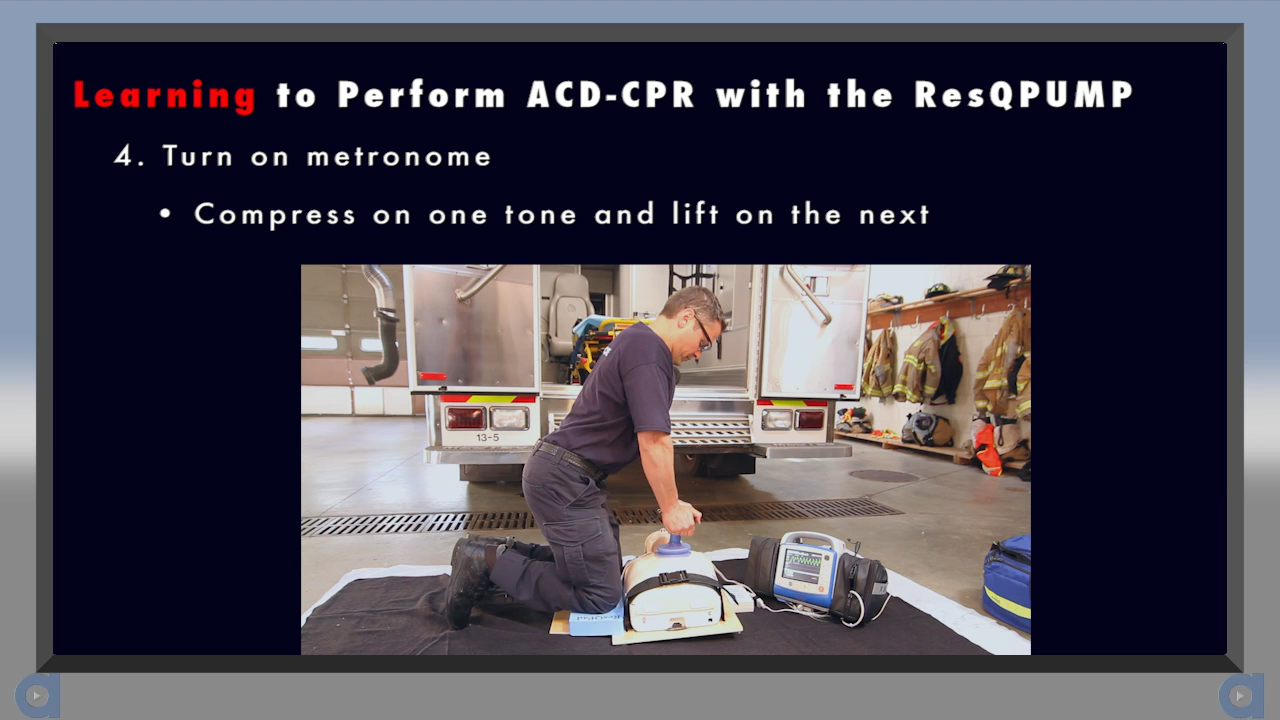 Learning to Perform ACD-CPR with the ResQPUMP
4. Turn on metronome
• Compress on one tone and lift on the next
13-5